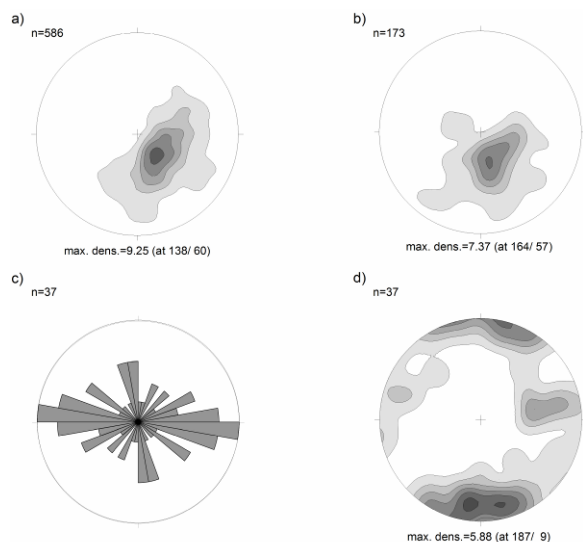 a)
n=586
max. dens.=9.25 (at 138/ 60)
b)
n=173
max. dens.=7.37 (at 164/ 57)
c)
n=37
d)
n=37
max. dens.=5.88 (at 187/ 9)